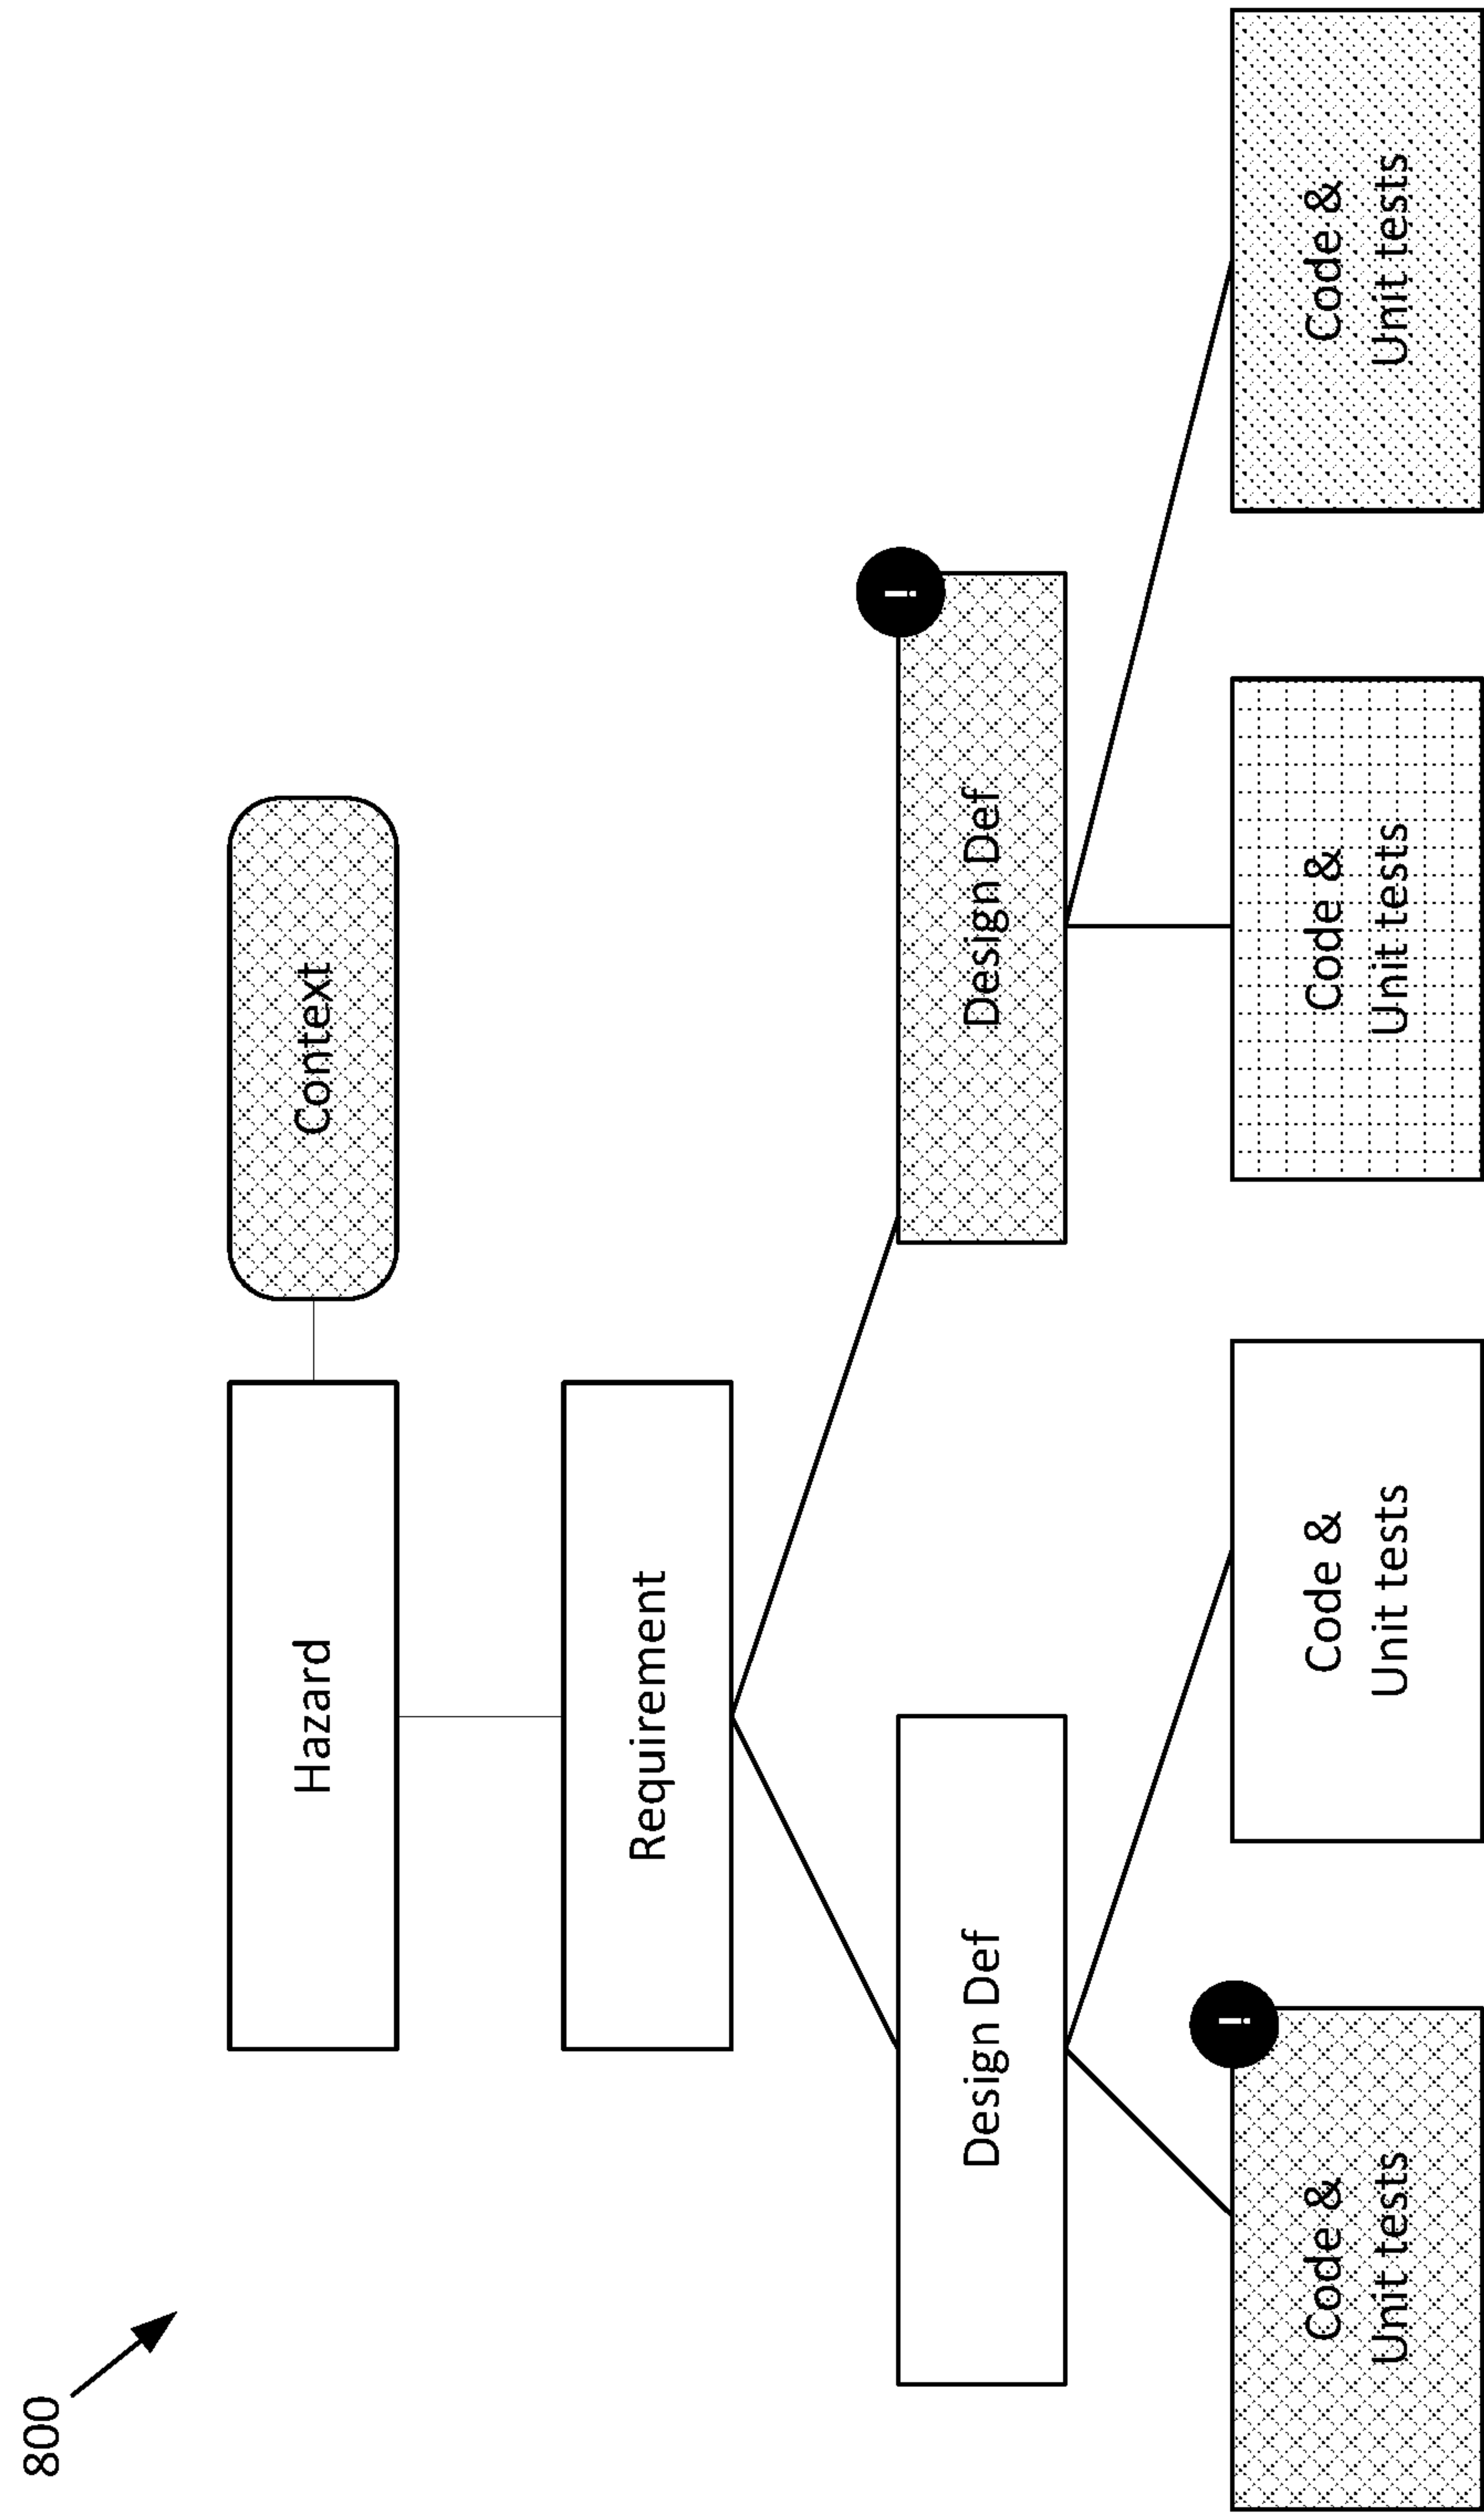 800
Hazard
Context
Requirement
Design Def
!
Design Def
!
Code &
Unit tests
Code &
Unit tests
Code &
Unit tests
Code &
Unit tests